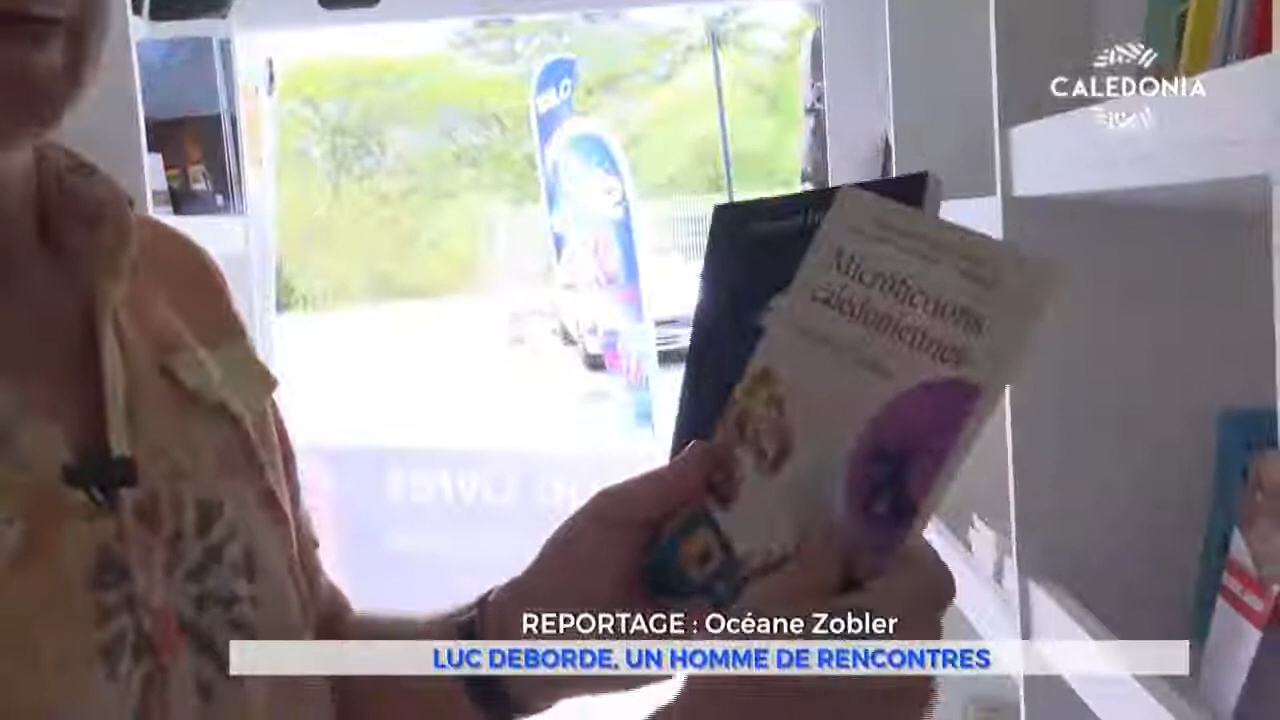 CALEDONIA
Microfictions
calédoniennes
REPORTAGE : Océane Zobler
LUC DEBORDE, UN HOMME DE RENCONTRES